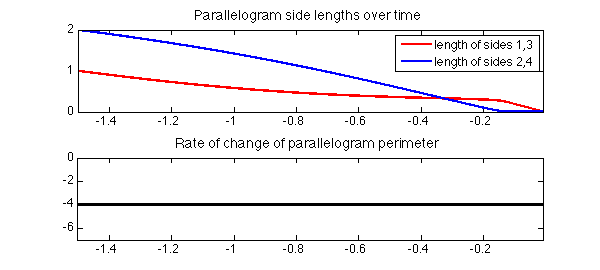 Parallelogram side lengths over time
2
1
0
length of sides 1,3
length of sides 2,4
-1.4 -1.2 -1 -0.8 -0.6 -0.4 -0.2
Rate of change of parallelogram perimeter
0
-2
-4
-6
-1.4 -1.2 -1 -0.8 -0.6 -0.4 -0.2